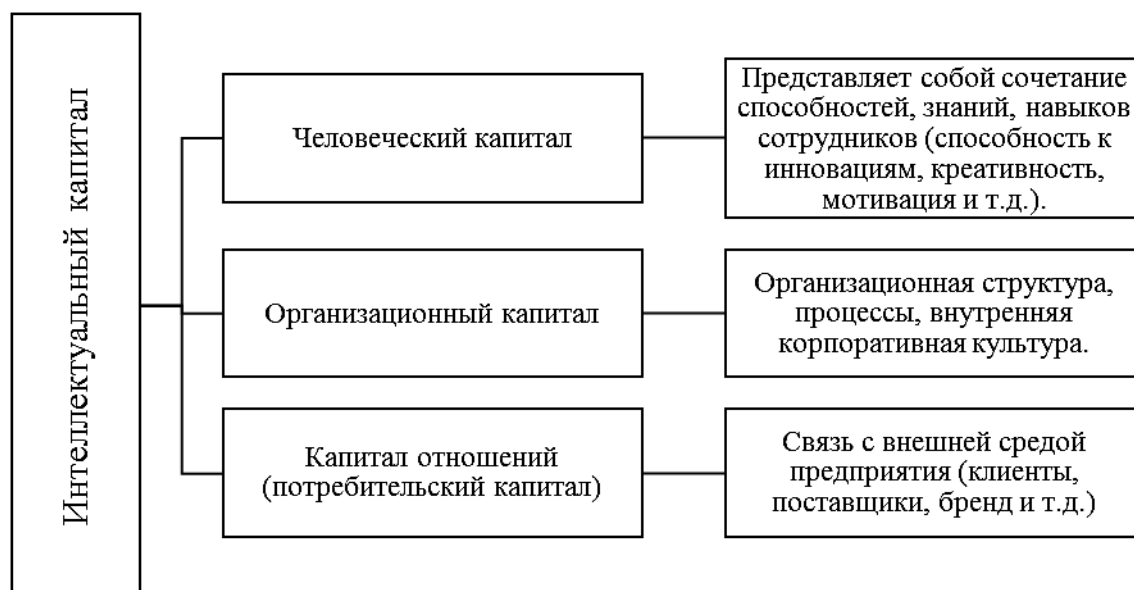 Интеллектуальный капитал
Человеческий капитал
Представляет собой сочетание
способностей, знаний, навыков
сотрудников (способность к
инновациям, креативность,
мотивация и т.д.).
Организационный капитал
Организационная структура,
процессы, внутренняя
корпоративная культура.
Капитал отношений
(потребительский капитал)
Связь с внешней средой
предприятия (клиенты,
поставщики, бренд и т.д.)